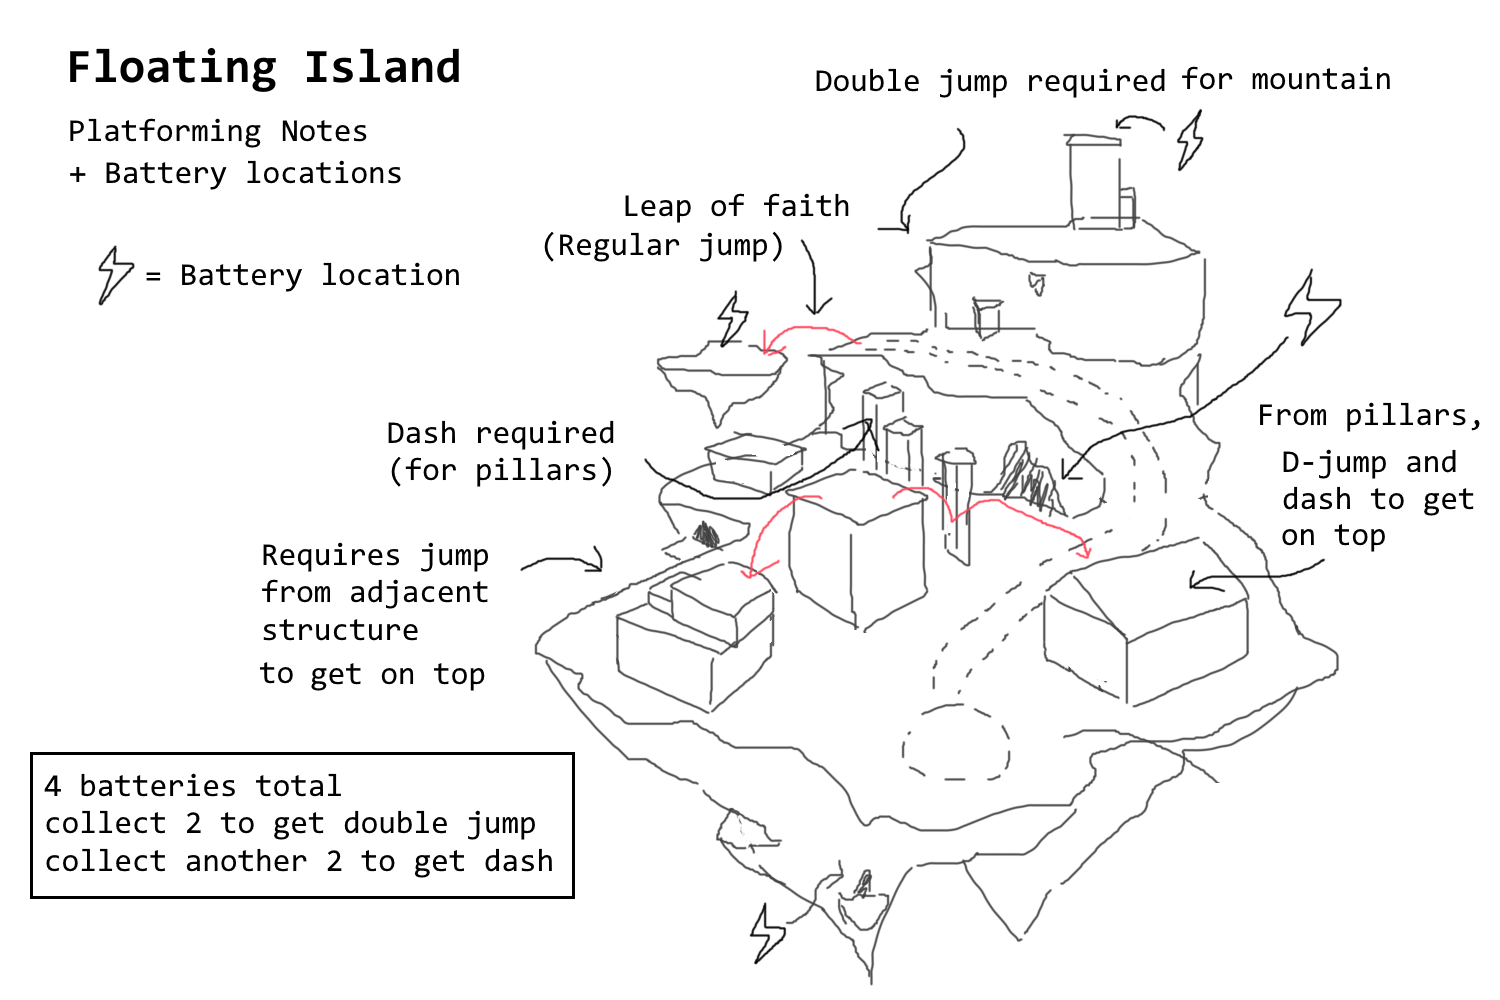 Floating Island
Platforming Notes
+ Battery locations
= Battery location
Double jump required for mountain
Leap of faith
(Regular jump)
Dash required
(for pillars)
From pillars,
D-jump and
dash to get
on top
Requires jump
from adjacent
structure
to get on top
4 batteries total
collect 2 to get double jump
collect another 2 to get dash